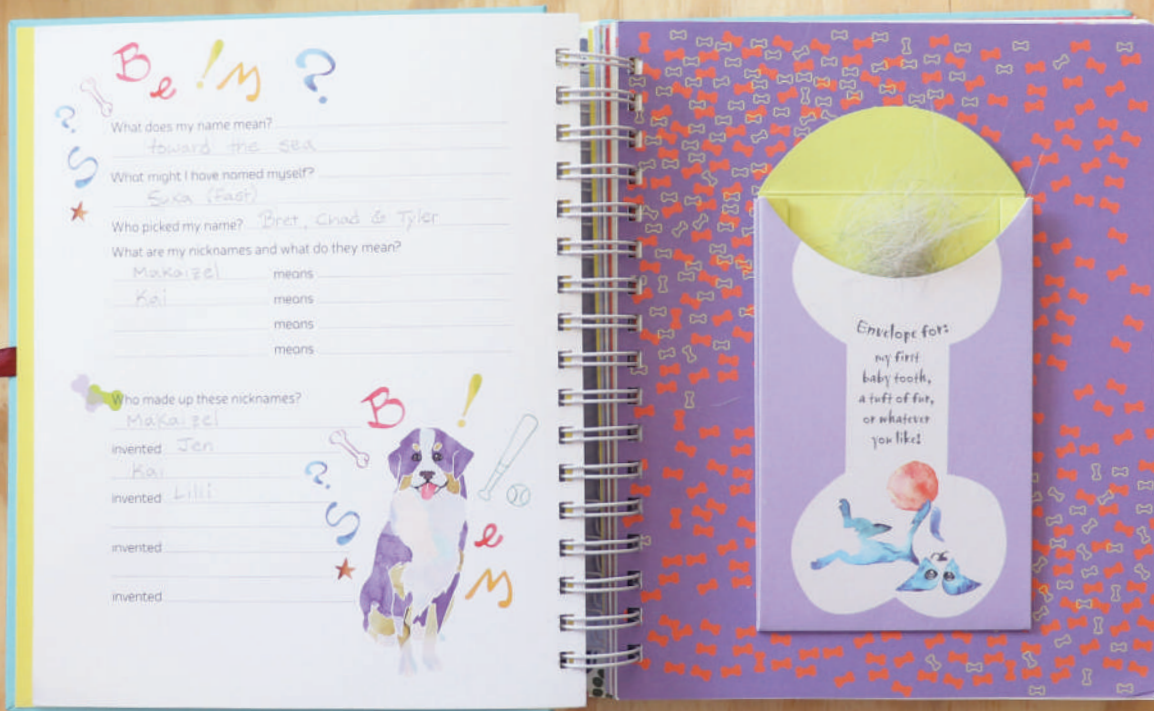 B e ! M ?
? S
What does my name mean?
toward the sea
What might I have named myself?
Suka (fast)
Who picked my name? Bret, Chad & Tyler
What are my nicknames and what do they mean?
Makaizel means
Kai means
means
means
Who made up these nicknames?
Makaizel
invented Jen
Kai
invented Lilli
invented
invented
B !
? S e M
Envelope for:
my first
baby tooth,
a tuft of fur,
or whatever
you like!